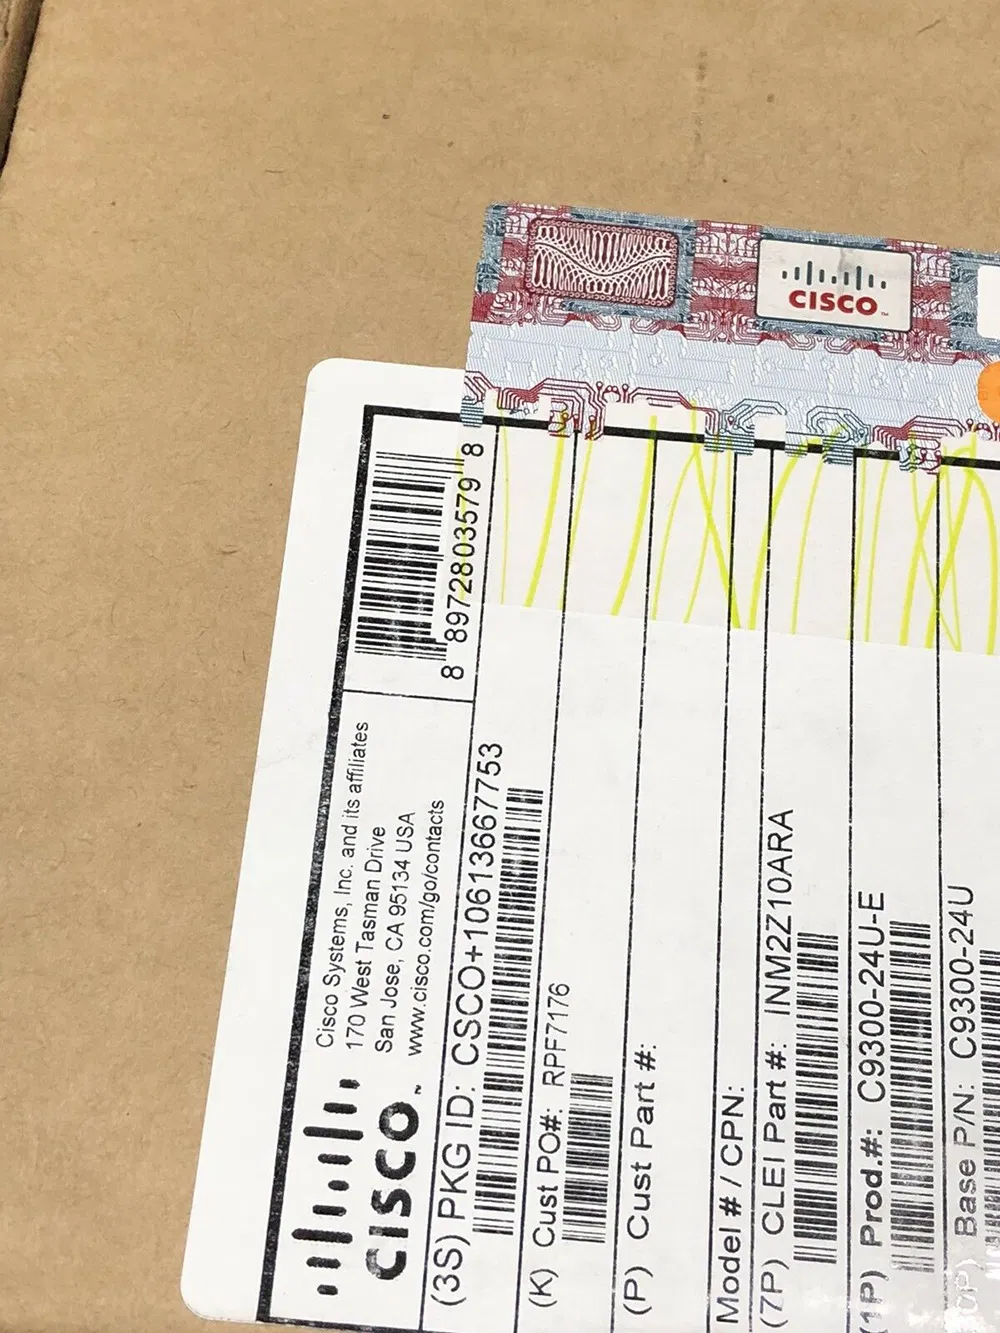 CISCO
CISCO™
Cisco Systems, Inc. and its affiliates
170 West Tasman Drive
San Jose, CA 95134 USA
www.cisco.com/go/contacts
8 8972803579 8
(3S) PKG ID: CSCO+10613667753
(K) Cust PO#: RPF7176
(P) Cust Part #:
Model # / CPN:
(7P) CLEI Part #: INM2Z10ARA
(1P) Prod.#: C9300-24U-E
Base P/N: C9300-24U